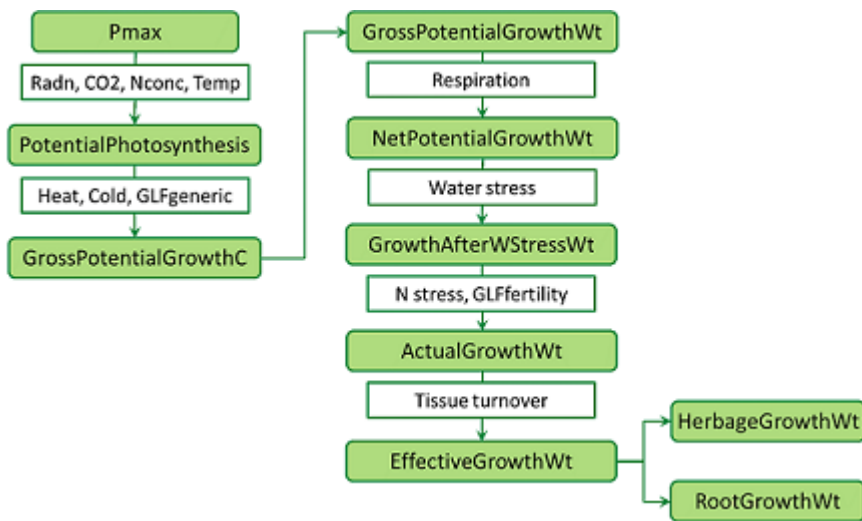 Pmax
Radn, CO2, Nconc, Temp
PotentialPhotosynthesis
Heat, Cold, GLFgeneric
GrossPotentialGrowthC
GrossPotentialGrowthWt
Respiration
NetPotentialGrowthWt
Water stress
GrowthAfterWStressWt
N stress, GLFfertility
ActualGrowthWt
Tissue turnover
EffectiveGrowthWt
HerbageGrowthWt
RootGrowthWt